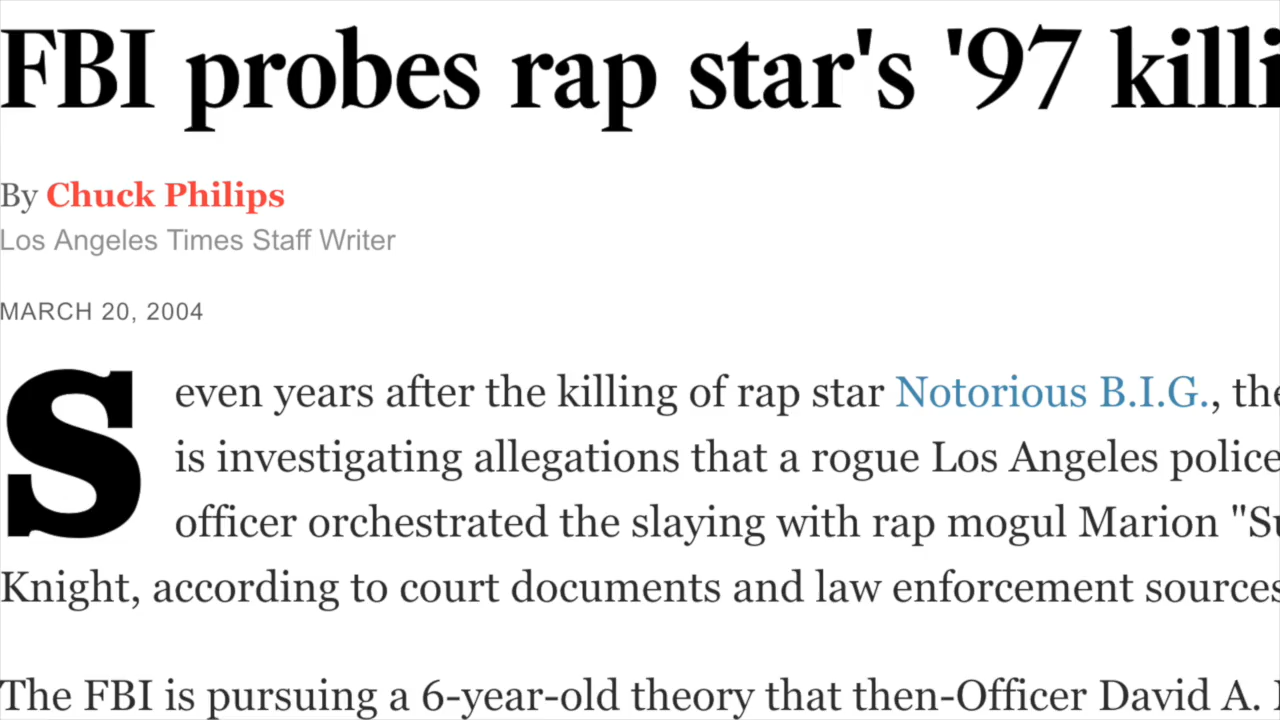 FBI probes rap star's '97 killi
By Chuck Philips
Los Angeles Times Staff Writer
MARCH 20, 2004
Seven years after the killing of rap star Notorious B.I.G., the
is investigating allegations that a rogue Los Angeles police
officer orchestrated the slaying with rap mogul Marion "Su
Knight, according to court documents and law enforcement sources
The FBI is pursuing a 6-year-old theory that then-Officer David A.